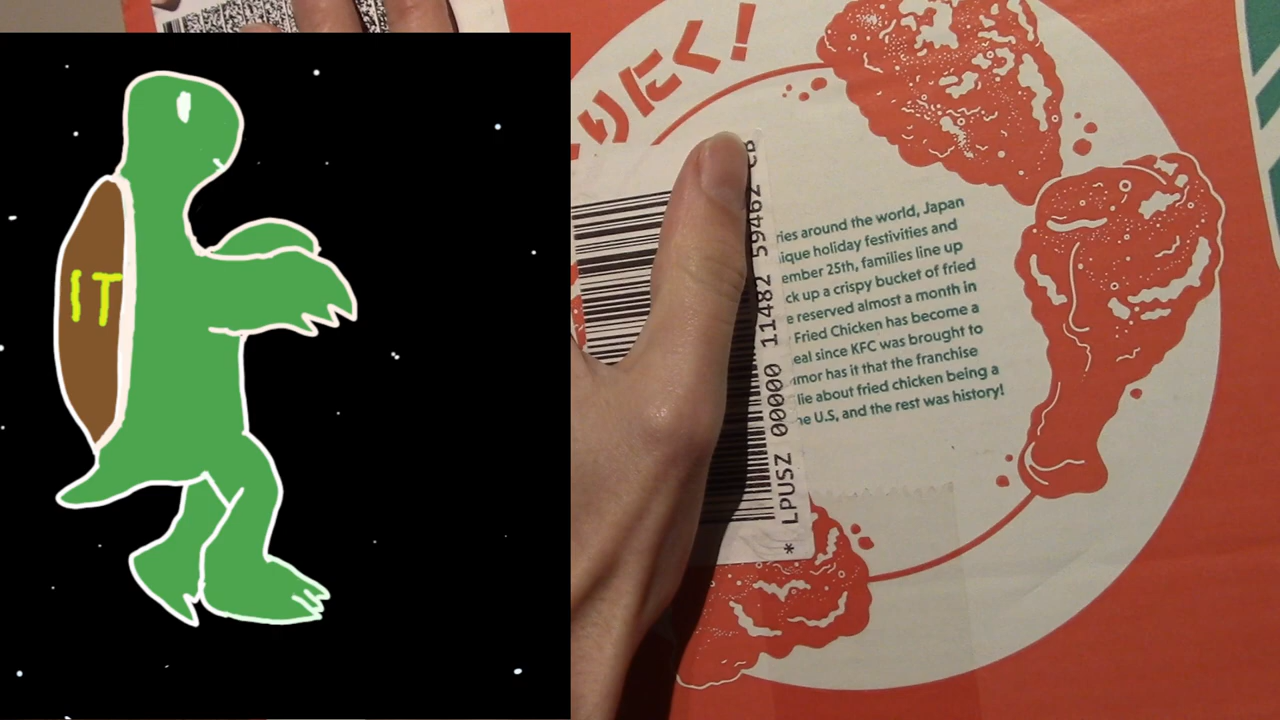 IT
りにく!
ries around the world, Japan
ique holiday festivities and
ember 25th, families line up
ck up a crispy bucket of fried
e reserved almost a month in
Fried Chicken has become a
eal since KFC was brought to
mor has it that the franchise
lie about fried chicken being a
e U.S, and the rest was history!
* LPUSZ 00000 11482 59462 CB